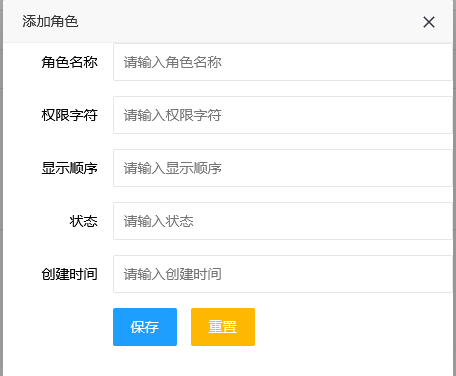 添加角色
角色名称 请输入角色名称
权限字符 请输入权限字符
显示顺序 请输入显示顺序
状态 请输入状态
创建时间 请输入创建时间
保存 重置